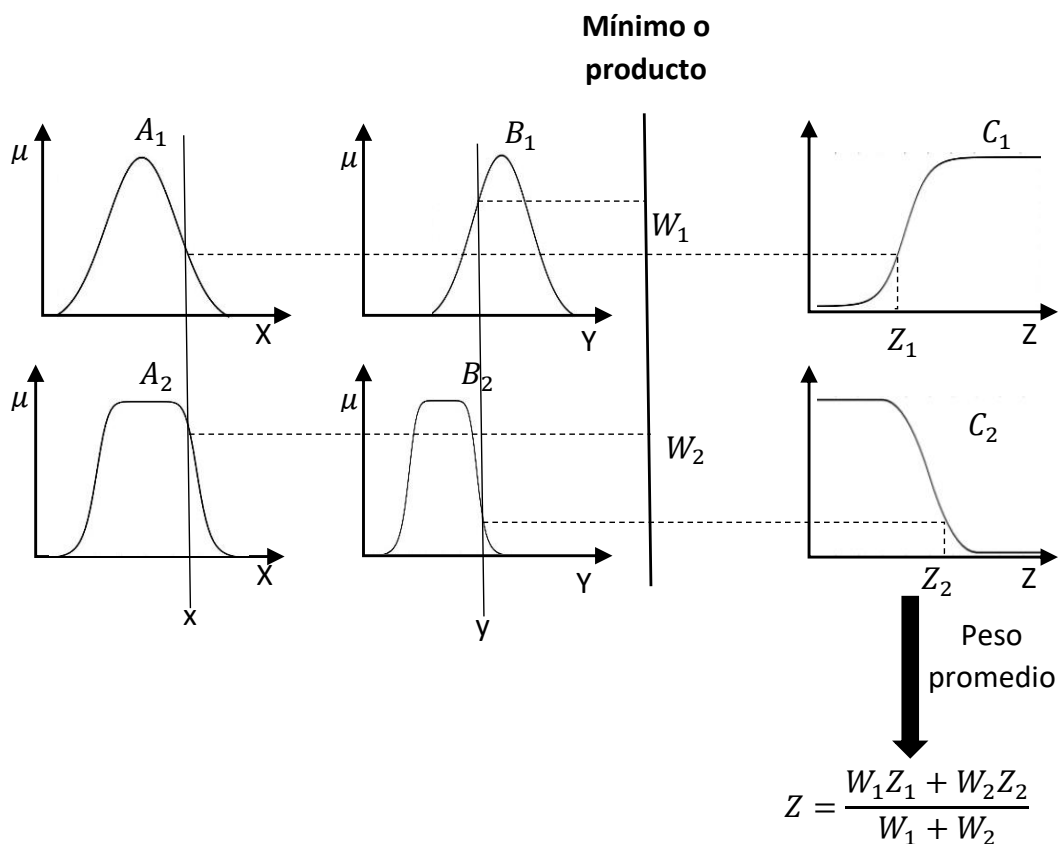 Mínimo o
producto
μ
A₁
X
μ
B₁
Y
W₁
C₁
Z₁
Z
μ
A₂
X
x
μ
B₂
Y
y
W₂
C₂
Z₂
Z
Peso
promedio
Z = (W₁Z₁ + W₂Z₂) / (W₁ + W₂)